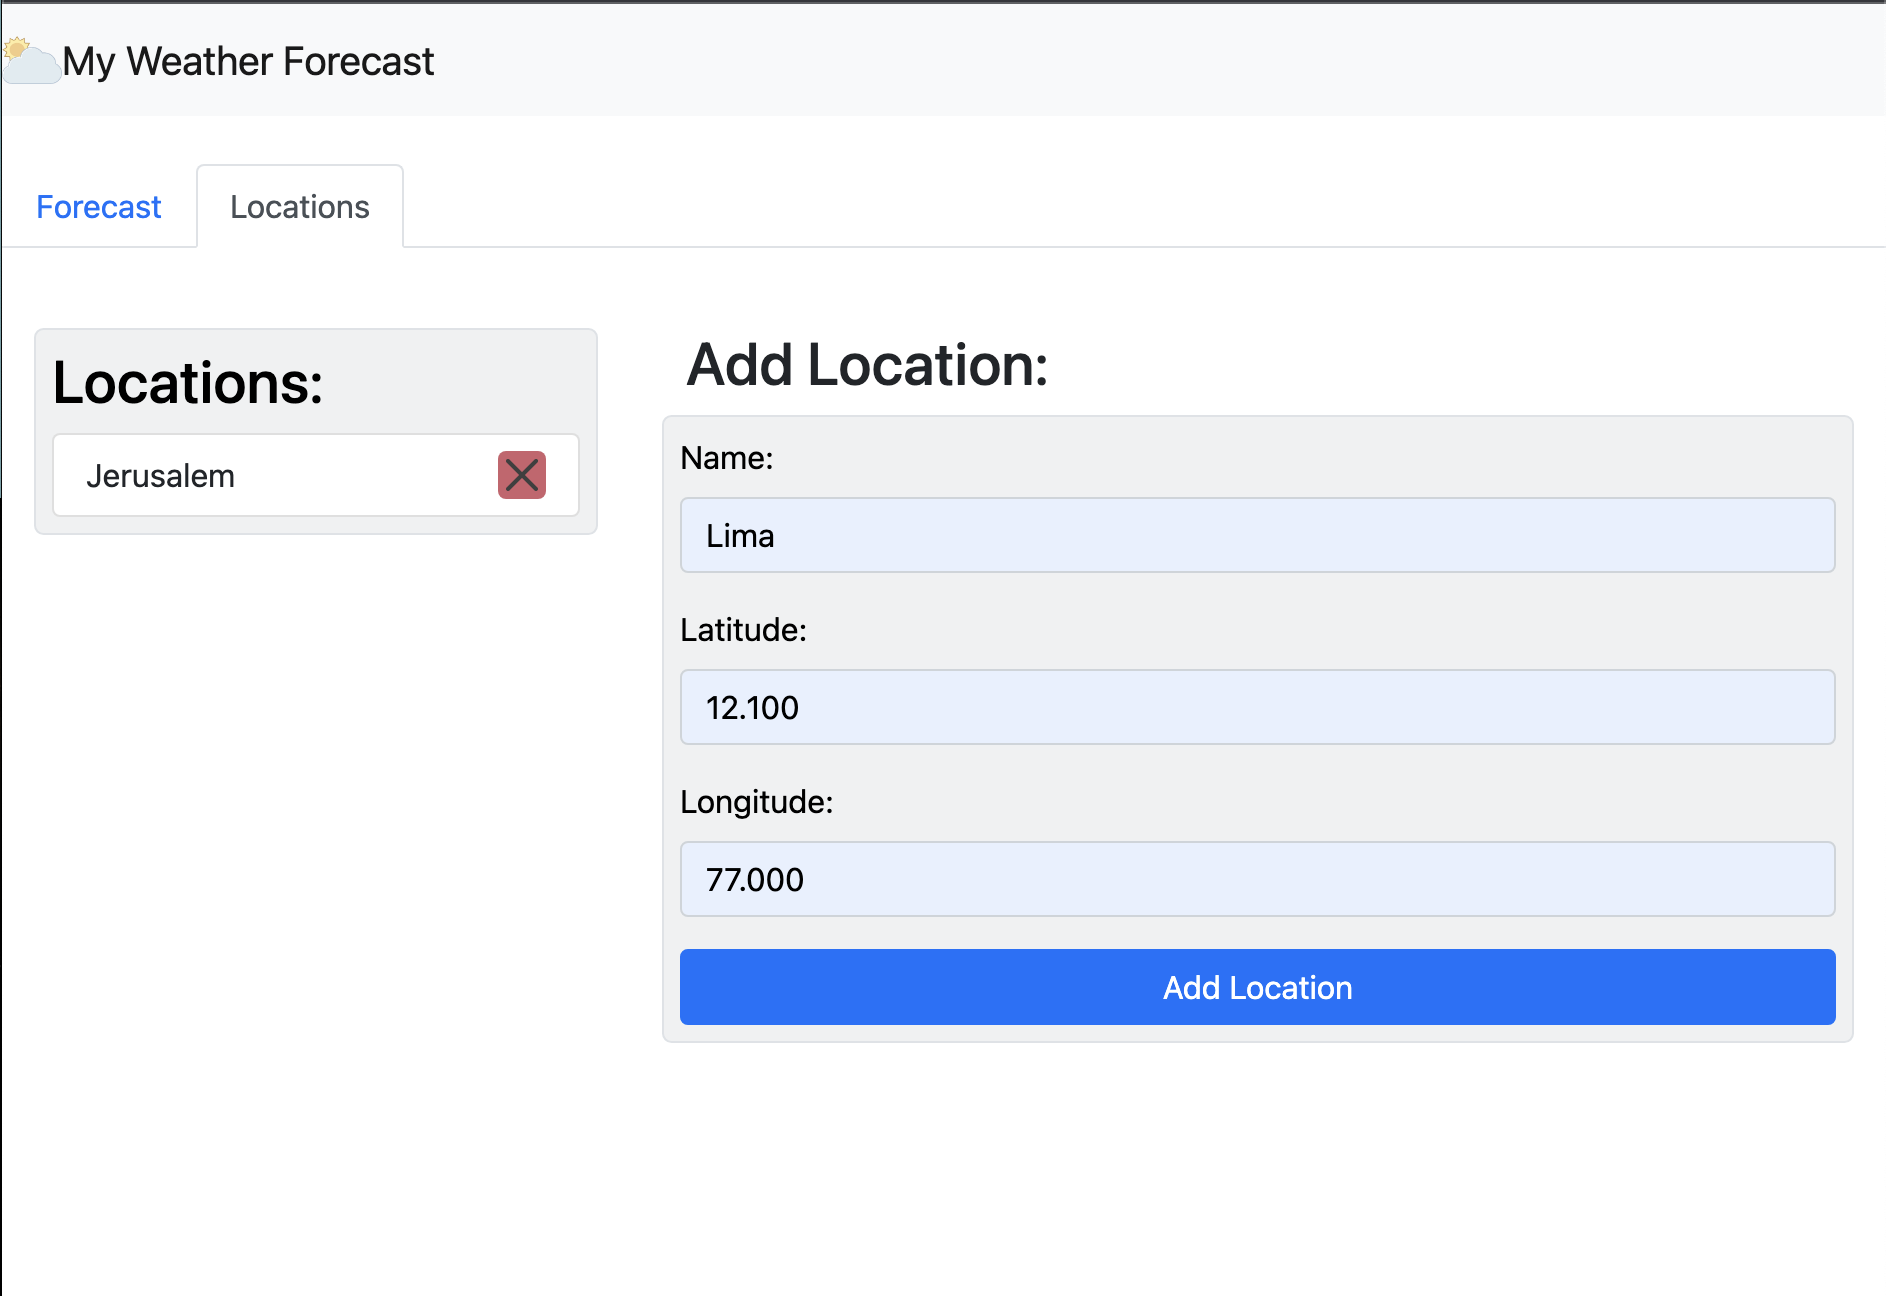 My Weather Forecast
Forecast
Locations
Locations:
Jerusalem
Add Location:
Name:
Lima
Latitude:
12.100
Longitude:
77.000
Add Location